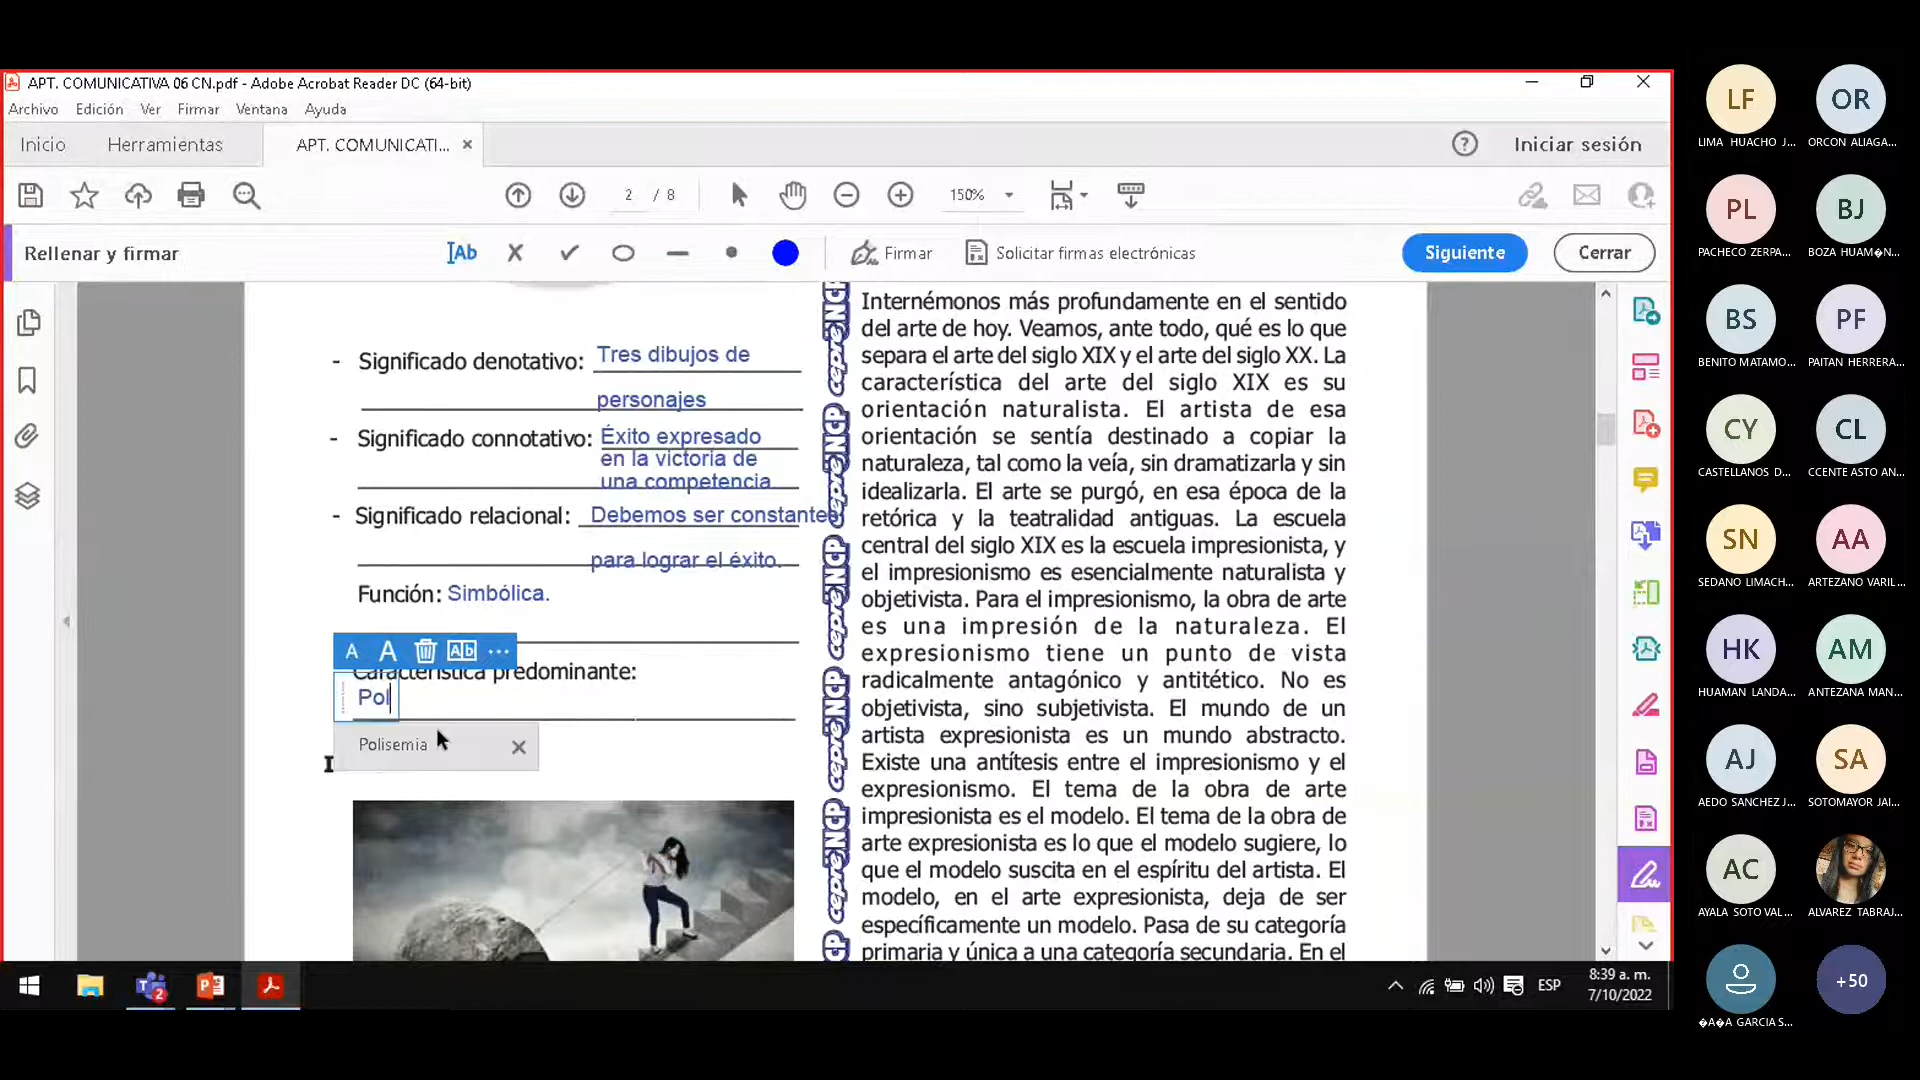 APT. COMUNICATIVA 06 CN.pdf - Adobe Acrobat Reader DC (64-bit)
Archivo Edición Ver Firmar Ventana Ayuda
Inicio Herramientas APT. COMUNICATI... × Iniciar sesión
2 / 8 150%
Rellenar y firmar Ab Firmar Solicitar firmas electrónicas Siguiente Cerrar
- Significado denotativo: Tres dibujos de
personajes
- Significado connotativo: Éxito expresado
en la victoria de
una competencia
- Significado relacional: Debemos ser constantes
para lograr el éxito.
Función: Simbólica.
A A Ab ...
Característica predominante:
Pol
Polisemia
cepreUNCP
Internémonos más profundamente en el sentido
del arte de hoy. Veamos, ante todo, qué es lo que
separa el arte del siglo XIX y el arte del siglo XX. La
característica del arte del siglo XIX es su
orientación naturalista. El artista de esa
orientación se sentía destinado a copiar la
naturaleza, tal como la veía, sin dramatizarla y sin
idealizarla. El arte se purgó, en esa época de la
retórica y la teatralidad antiguas. La escuela
central del siglo XIX es la escuela impresionista, y
el impresionismo es esencialmente naturalista y
objetivista. Para el impresionismo, la obra de arte
es una impresión de la naturaleza. El
expresionismo tiene un punto de vista
radicalmente antagónico y antitético. No es
objetivista, sino subjetivista. El mundo de un
artista expresionista es un mundo abstracto.
Existe una antítesis entre el impresionismo y el
expresionismo. El tema de la obra de arte
impresionista es el modelo. El tema de la obra de
arte expresionista es lo que el modelo sugiere, lo
que el modelo suscita en el espíritu del artista. El
modelo, en el arte expresionista, deja de ser
específicamente un modelo. Pasa de su categoría
primaria y única a una categoría secundaria. En el
ESP
8:39 a. m.
7/10/2022
LF OR
LIMA HUACHO J... ORCON ALIAGA...
PL BJ
PACHECO ZERPA... BOZA HUAM�N...
BS PF
BENITO MATAMO... PAITAN HERRERA...
CY CL
CASTELLANOS D... CCENTE ASTO AN...
SN AA
SEDANO LIMACH... ARTEZANO VARIL...
HK AM
HUAMAN LANDA... ANTEZANA MAN...
AJ SA
AEDO SANCHEZ J... SOTOMAYOR JAI...
AC
AYALA SOTO VAL... ALVAREZ TABRAJ...
+50
�A�A GARCIA S...